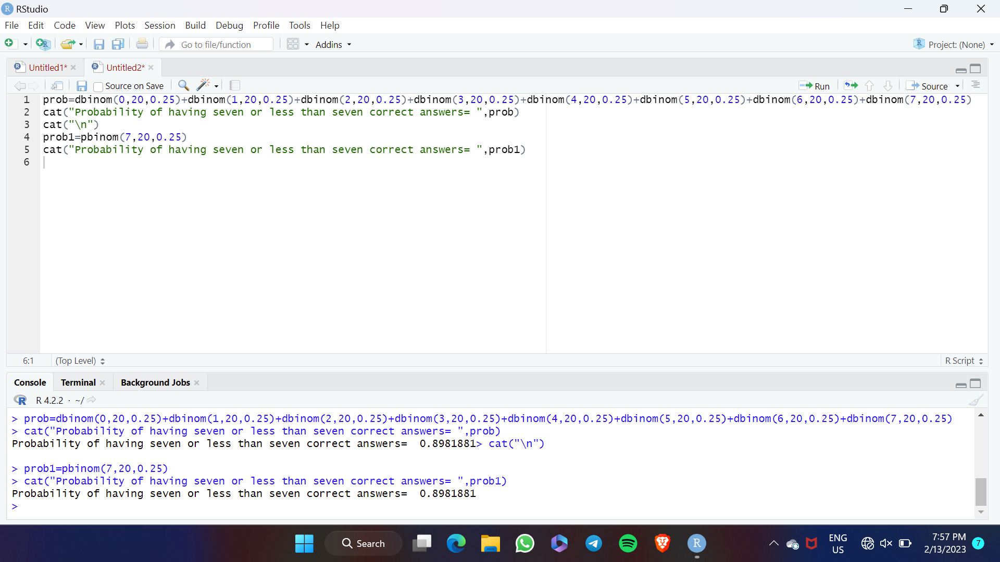 RStudio
File Edit Code View Plots Session Build Debug Profile Tools Help
Go to file/function Addins Project: (None)
Untitled1* Untitled2*
Source on Save Run Source
1 prob=dbinom(0,20,0.25)+dbinom(1,20,0.25)+dbinom(2,20,0.25)+dbinom(3,20,0.25)+dbinom(4,20,0.25)+dbinom(5,20,0.25)+dbinom(6,20,0.25)+dbinom(7,20,0.25)
2 cat("Probability of having seven or less than seven correct answers= ",prob)
3 cat("\n")
4 prob1=pbinom(7,20,0.25)
5 cat("Probability of having seven or less than seven correct answers= ",prob1)
6
6:1 (Top Level) R Script
Console Terminal Background Jobs
R 4.2.2 · ~/
> prob=dbinom(0,20,0.25)+dbinom(1,20,0.25)+dbinom(2,20,0.25)+dbinom(3,20,0.25)+dbinom(4,20,0.25)+dbinom(5,20,0.25)+dbinom(6,20,0.25)+dbinom(7,20,0.25)
> cat("Probability of having seven or less than seven correct answers= ",prob)
Probability of having seven or less than seven correct answers=  0.8981881> cat("\n")

> prob1=pbinom(7,20,0.25)
> cat("Probability of having seven or less than seven correct answers= ",prob1)
Probability of having seven or less than seven correct answers=  0.8981881
>
Search
ENG
US
7:57 PM
2/13/2023
7